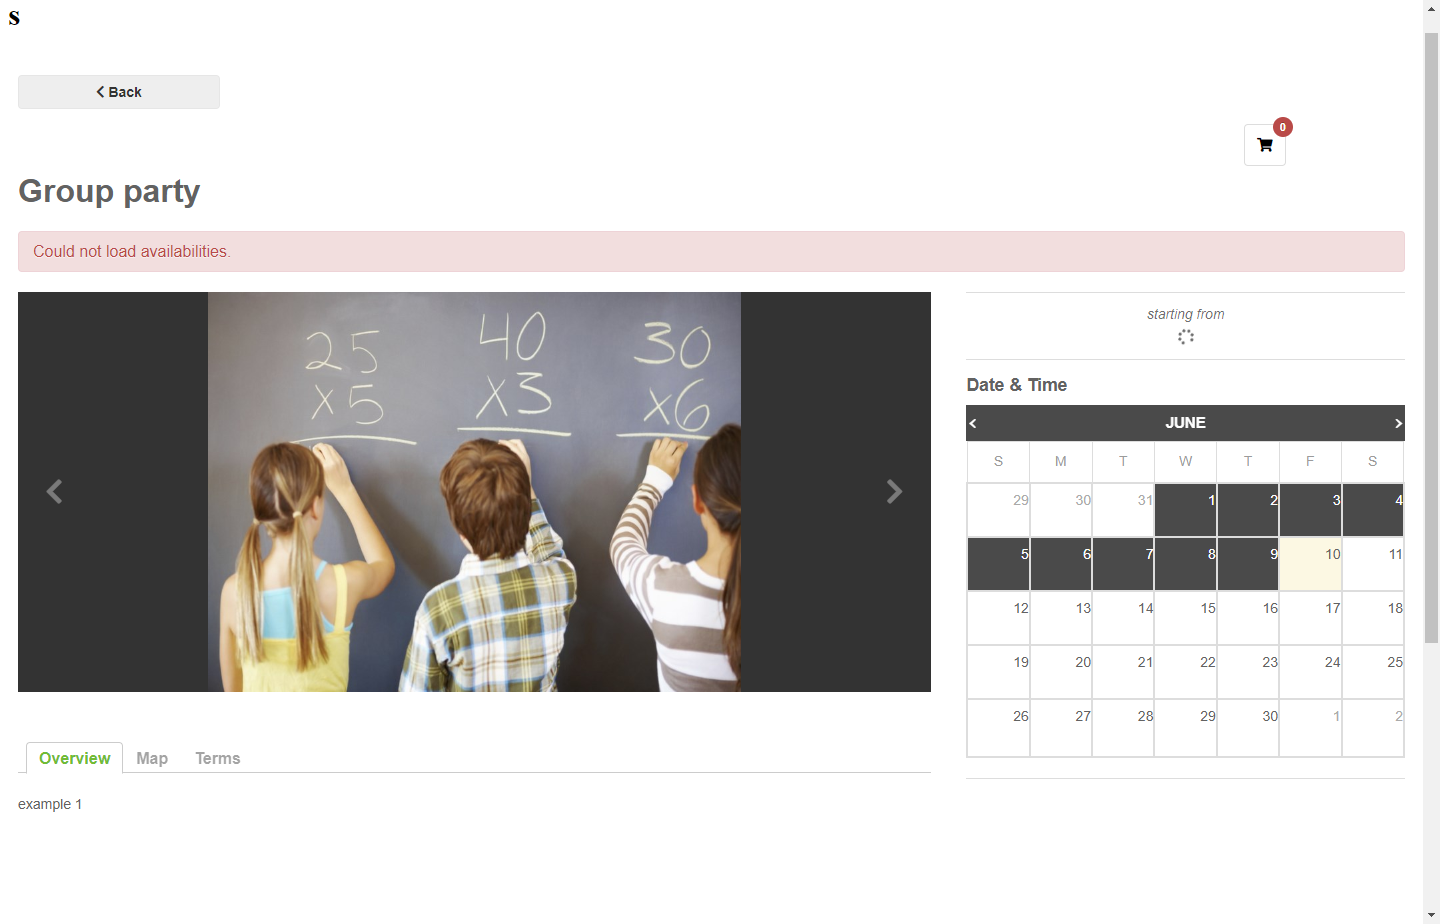 s
Back
0
Group party
Could not load availabilities.
25
x5
40
x3
30
x6
starting from
Date & Time
JUNE
S M T W T F S
29 30 31 1 2 3 4
5 6 7 8 9 10 11
12 13 14 15 16 17 18
19 20 21 22 23 24 25
26 27 28 29 30 1 2
Overview Map Terms
example 1